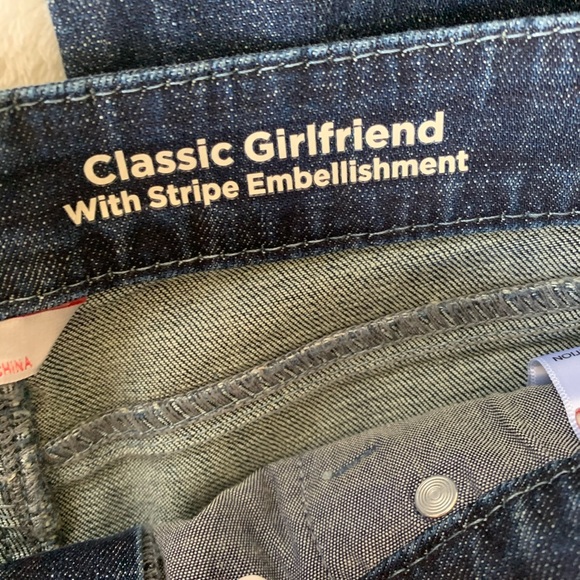 Classic Girlfriend
With Stripe Embellishment
CHINA